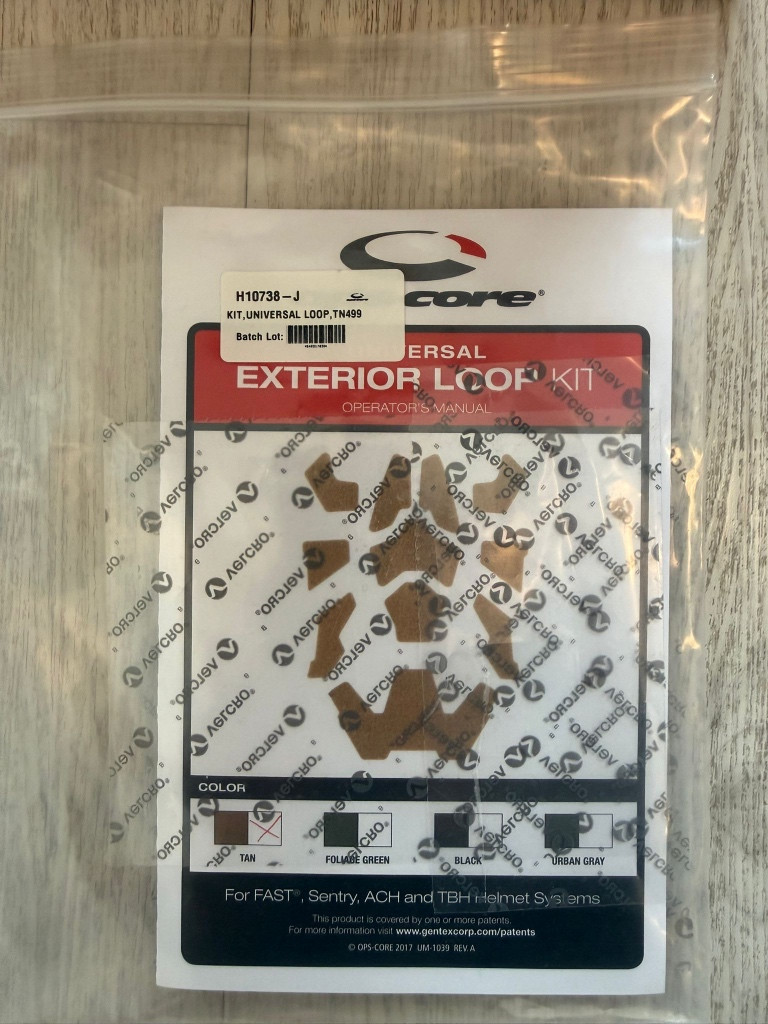 core®
H10738-J
KIT,UNIVERSAL LOOP,TN499
Batch Lot:
ERSAL
EXTERIOR LOOP KIT
OPERATOR'S MANUAL
VELCRO®
COLOR
TAN
FOLIAGE GREEN
BLACK
URBAN GRAY
For FAST®, Sentry, ACH and TBH Helmet Systems
This product is covered by one or more patents.
For more information visit www.gentexcorp.com/patents
© OPS-CORE 2017 UM-1039 REV. A